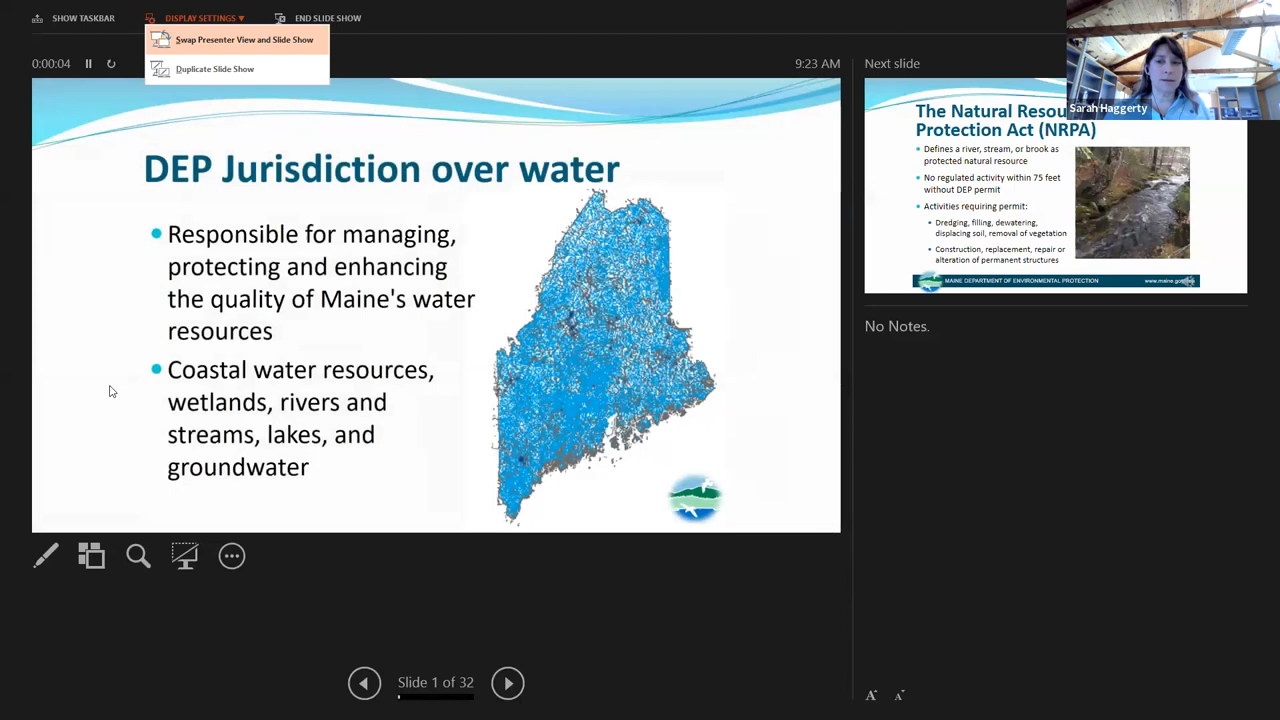 SHOW TASKBAR
DISPLAY SETTINGS ▼
END SLIDE SHOW
Swap Presenter View and Slide Show
Duplicate Slide Show
0:00:04
9:23 AM
DEP Jurisdiction over water
• Responsible for managing,
protecting and enhancing
the quality of Maine's water
resources
• Coastal water resources,
wetlands, rivers and
streams, lakes, and
groundwater
Slide 1 of 32
Next slide
Sarah Haggerty
The Natural Resou
Protection Act (NRPA)
• Defines a river, stream, or brook as
protected natural resource
• No regulated activity within 75 feet
without DEP permit
• Activities requiring permit:
• Dredging, filling, dewatering,
displacing soil, removal of vegetation
• Construction, replacement, repair or
alteration of permanent structures
MAINE DEPARTMENT OF ENVIRONMENTAL PROTECTION
No Notes.
A A